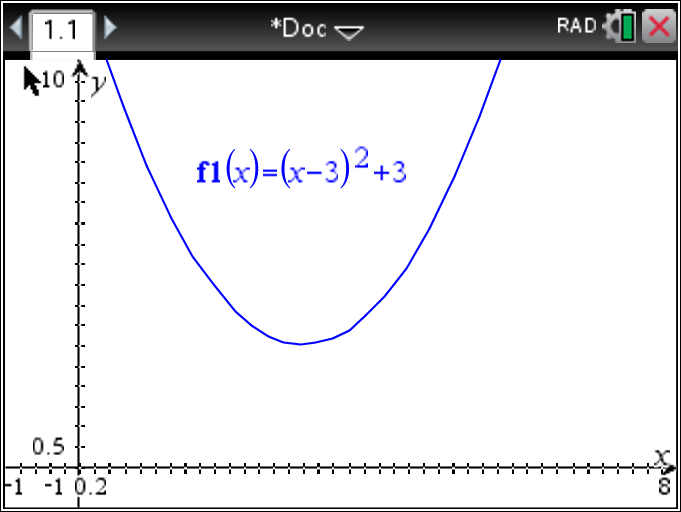 1.1 *Doc RAD
10 y
f1(x)=(x-3)²+3
0.5
x
-1 -1 0.2 8